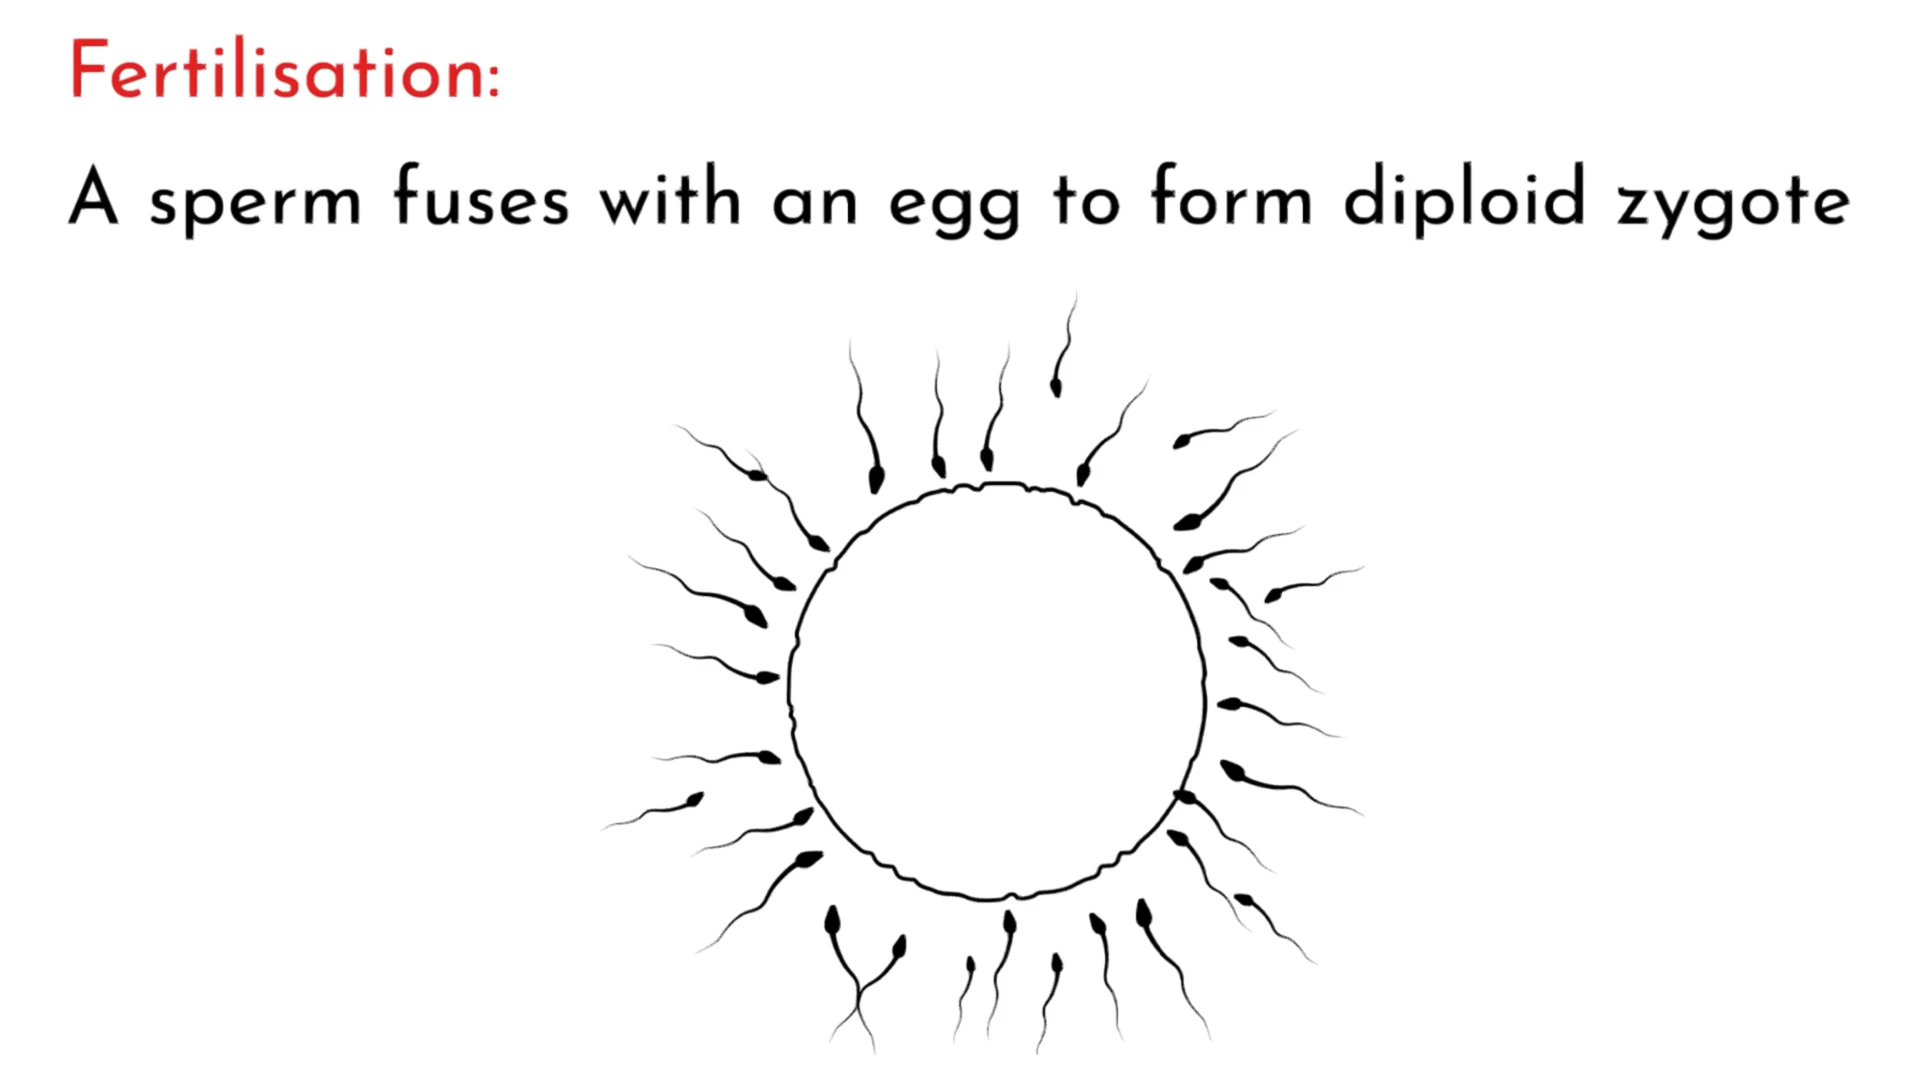 Fertilisation:
A sperm fuses with an egg to form diploid zygote